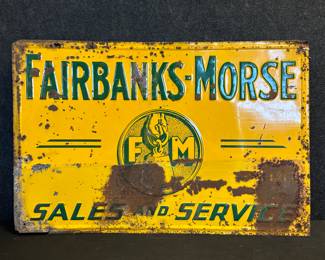 FAIRBANKS-MORSE
F M
SALES AND SERVICE